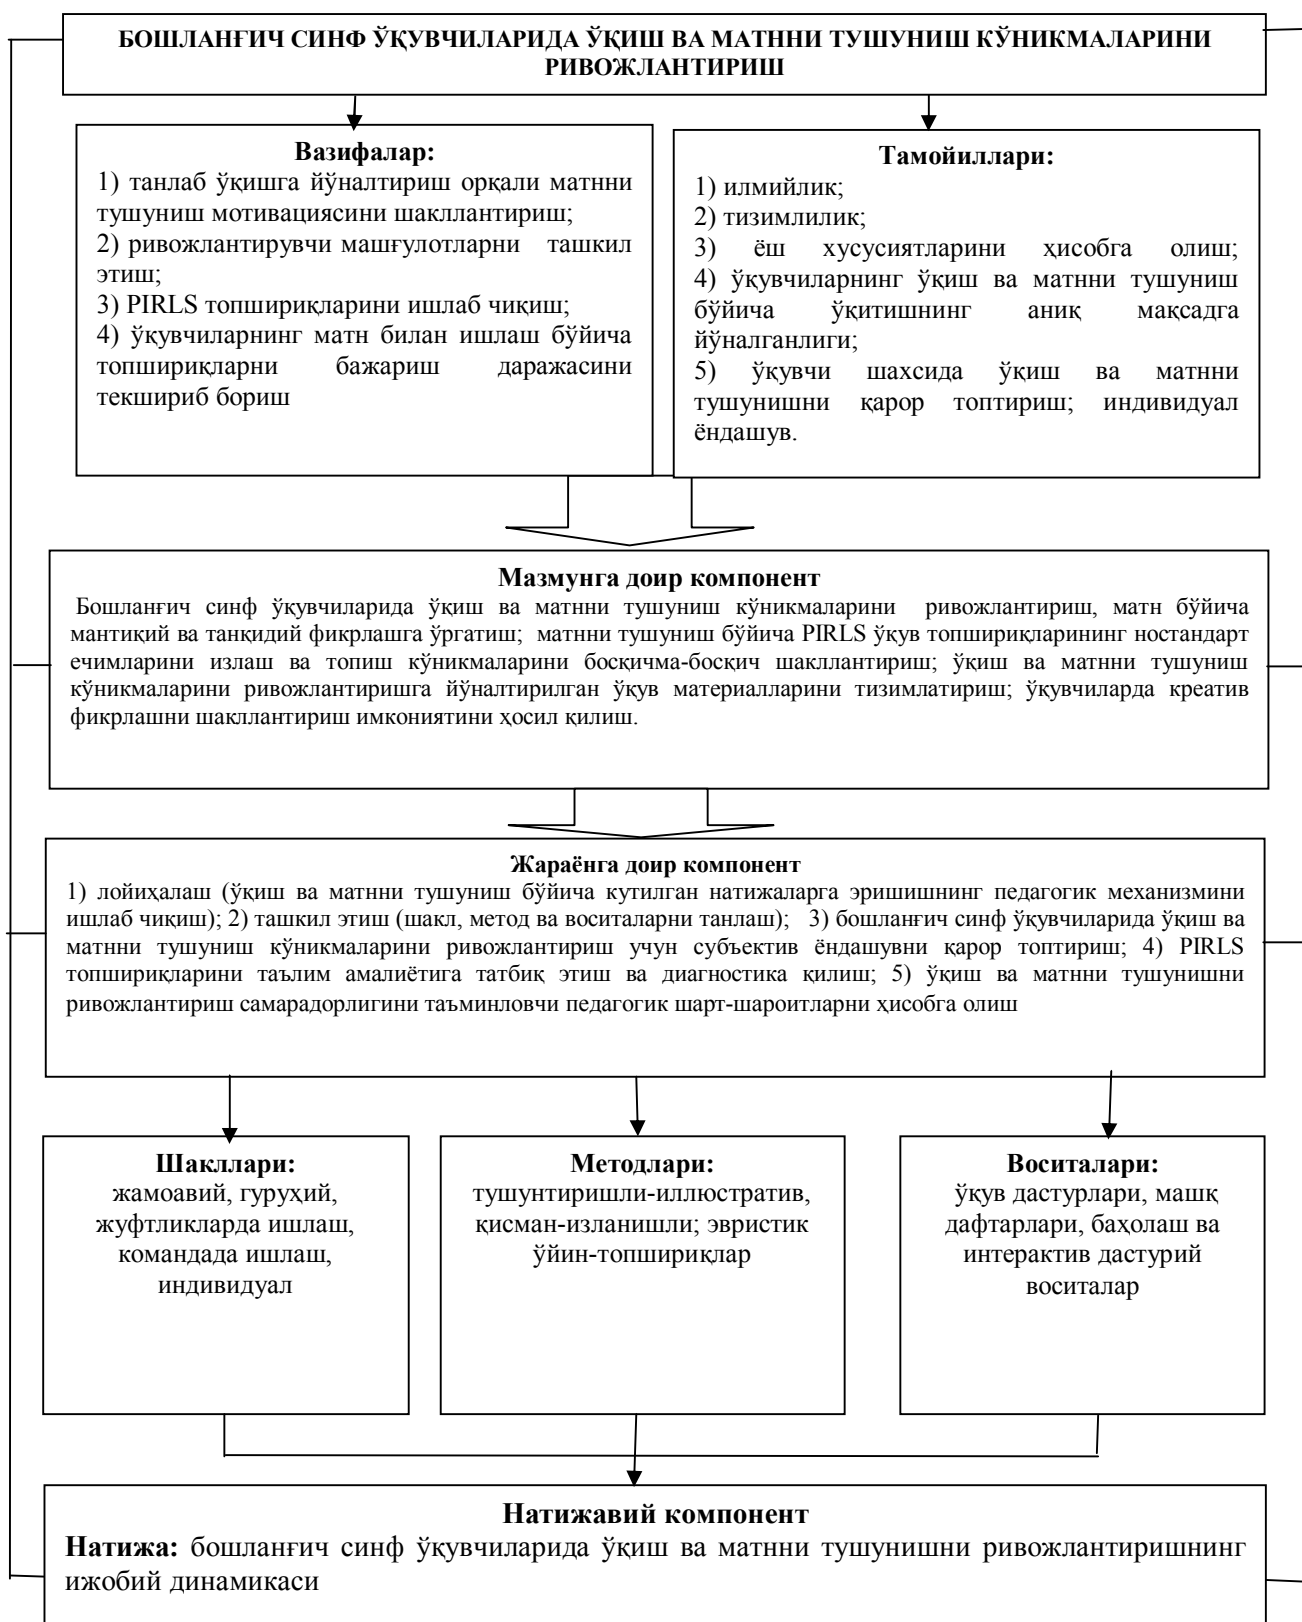 БОШЛАНҒИЧ СИНФ ЎҚУВЧИЛАРИДА ЎҚИШ ВА МАТННИ ТУШУНИШ КЎНИКМАЛАРИНИ
РИВОЖЛАНТИРИШ
Вазифалар:
1) танлаб ўқишга йўналтириш орқали матнни
тушуниш мотивациясини шакллантириш;
2) ривожлантирувчи машғулотларни ташкил
этиш;
3) PIRLS топшириқларини ишлаб чиқиш;
4) ўқувчиларнинг матн билан ишлаш бўйича
топшириқларни бажариш даражасини
текшириб бориш
Тамойиллари:
1) илмийлик;
2) тизимлилик;
3) ёш хусусиятларини ҳисобга олиш;
4) ўқувчиларнинг ўқиш ва матнни тушуниш
бўйича ўқитишнинг аниқ мақсадга
йўналганлиги;
5) ўқувчи шахсида ўқиш ва матнни
тушунишни қарор топтириш; индивидуал
ёндашув.
Мазмунга доир компонент
Бошланғич синф ўқувчиларида ўқиш ва матнни тушуниш кўникмаларини ривожлантириш, матн бўйича
мантиқий ва танқидий фикрлашга ўргатиш; матнни тушуниш бўйича PIRLS ўқув топшириқларининг ностандарт
ечимларини излаш ва топиш кўникмаларини босқичма-босқич шакллантириш; ўқиш ва матнни тушуниш
кўникмаларини ривожлантиришга йўналтирилган ўқув материалларини тизимлатириш; ўқувчиларда креатив
фикрлашни шакллантириш имкониятини ҳосил қилиш.
Жараёнга доир компонент
1) лойиҳалаш (ўқиш ва матнни тушуниш бўйича кутилган натижаларга эришишнинг педагогик механизмини
ишлаб чиқиш); 2) ташкил этиш (шакл, метод ва воситаларни танлаш); 3) бошланғич синф ўқувчиларида ўқиш ва
матнни тушуниш кўникмаларини ривожлантириш учун субъектив ёндашувни қарор топтириш; 4) PIRLS
топшириқларини таълим амалиётига татбиқ этиш ва диагностика қилиш; 5) ўқиш ва матнни тушунишни
ривожлантириш самарадорлигини таъминловчи педагогик шарт-шароитларни ҳисобга олиш
Шакллари:
жамоавий, гуруҳий,
жуфтликларда ишлаш,
командада ишлаш,
индивидуал
Методлари:
тушунтиришли-иллюстратив,
қисман-изланишли; эвристик
ўйин-топшириқлар
Воситалари:
ўқув дастурлари, машқ
дафтарлари, баҳолаш ва
интерактив дастурий
воситалар
Натижавий компонент
Натижа: бошланғич синф ўқувчиларида ўқиш ва матнни тушунишни ривожлантиришнинг
ижобий динамикаси